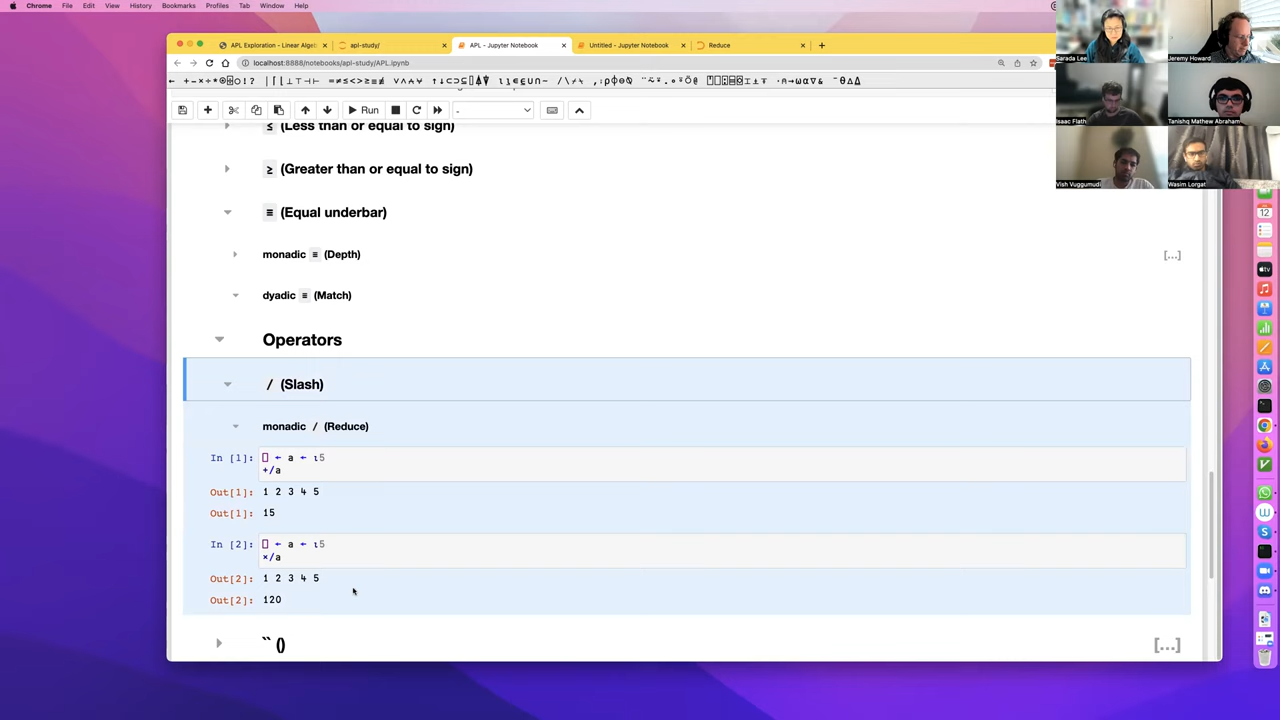 Chrome File Edit View History Bookmarks Profiles Tab Window Help
APL Exploration - Linear Algeb
apl-study/
APL - Jupyter Notebook
Untitled - Jupyter Notebook
Reduce
localhost:8888/notebooks/apl-study/APL.ipynb
Run
≤ (Less than or equal to sign)
≥ (Greater than or equal to sign)
≡ (Equal underbar)
monadic ≡ (Depth)
[...]
dyadic ≡ (Match)
Operators
/ (Slash)
monadic / (Reduce)
In [1]: ⎕ ← a ← ⍳5
+/a
Out[1]: 1 2 3 4 5
Out[1]: 15
In [2]: ⎕ ← a ← ⍳5
×/a
Out[2]: 1 2 3 4 5
Out[2]: 120
`` ()
[...]
Sarada Lee
Jeremy Howard
Isaac Flath
Tanishq Mathew Abraham
Vish Vuggumudi
Wasim Lorgat
12